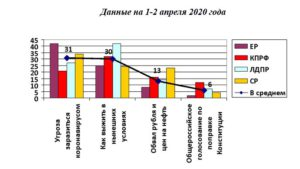 Данные на 1-2 апреля 2020 года
45
40
35
30
25
20
15
10
5
0
31
30
13
6
ЕР
КПРФ
ЛДПР
СР
В среднем
Угроза
заразиться
коронавирусом
Как выжить в
нынешних
условиях
Обвал рубля и
цен на нефть
Общероссийское
голосование по
поправке
Конституции